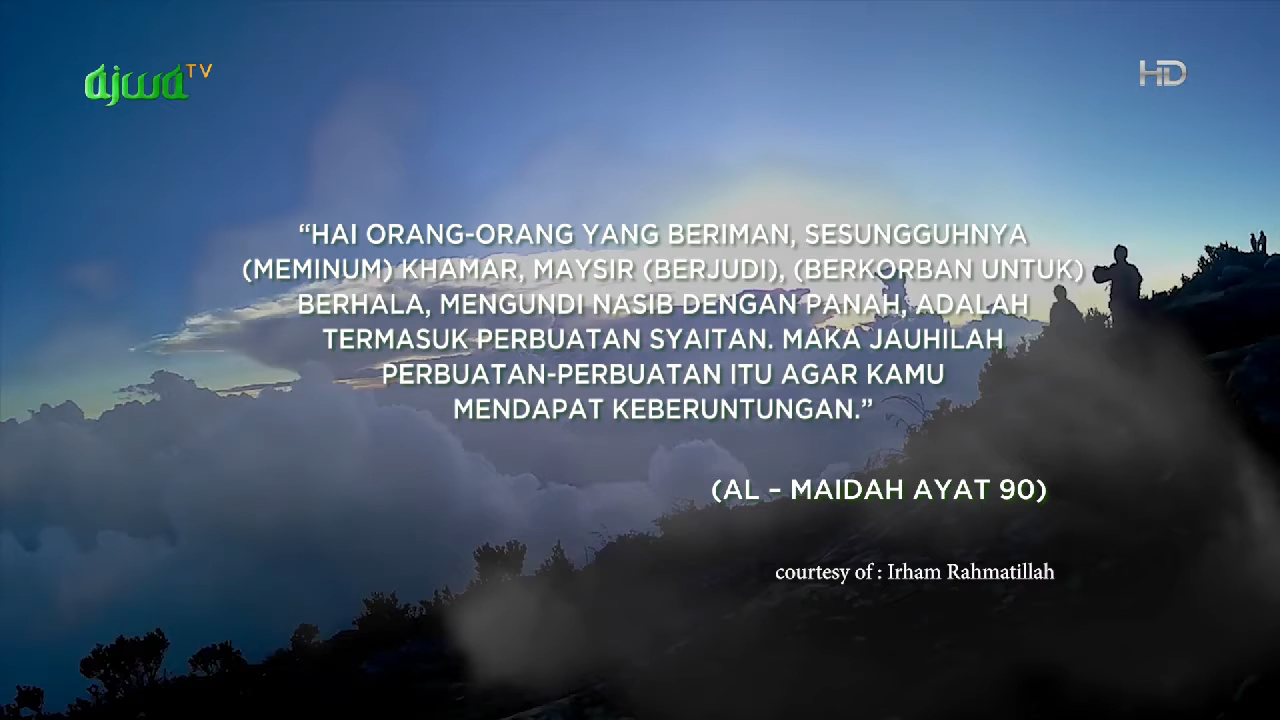 ajwa TV
HD
“HAI ORANG-ORANG YANG BERIMAN, SESUNGGUHNYA
(MEMINUM) KHAMAR, MAYSIR (BERJUDI), (BERKORBAN UNTUK)
BERHALA, MENGUNDI NASIB DENGAN PANAH, ADALAH
TERMASUK PERBUATAN SYAITAN. MAKA JAUHILAH
PERBUATAN-PERBUATAN ITU AGAR KAMU
MENDAPAT KEBERUNTUNGAN.”
(AL – MAIDAH AYAT 90)
courtesy of : Irham Rahmatillah